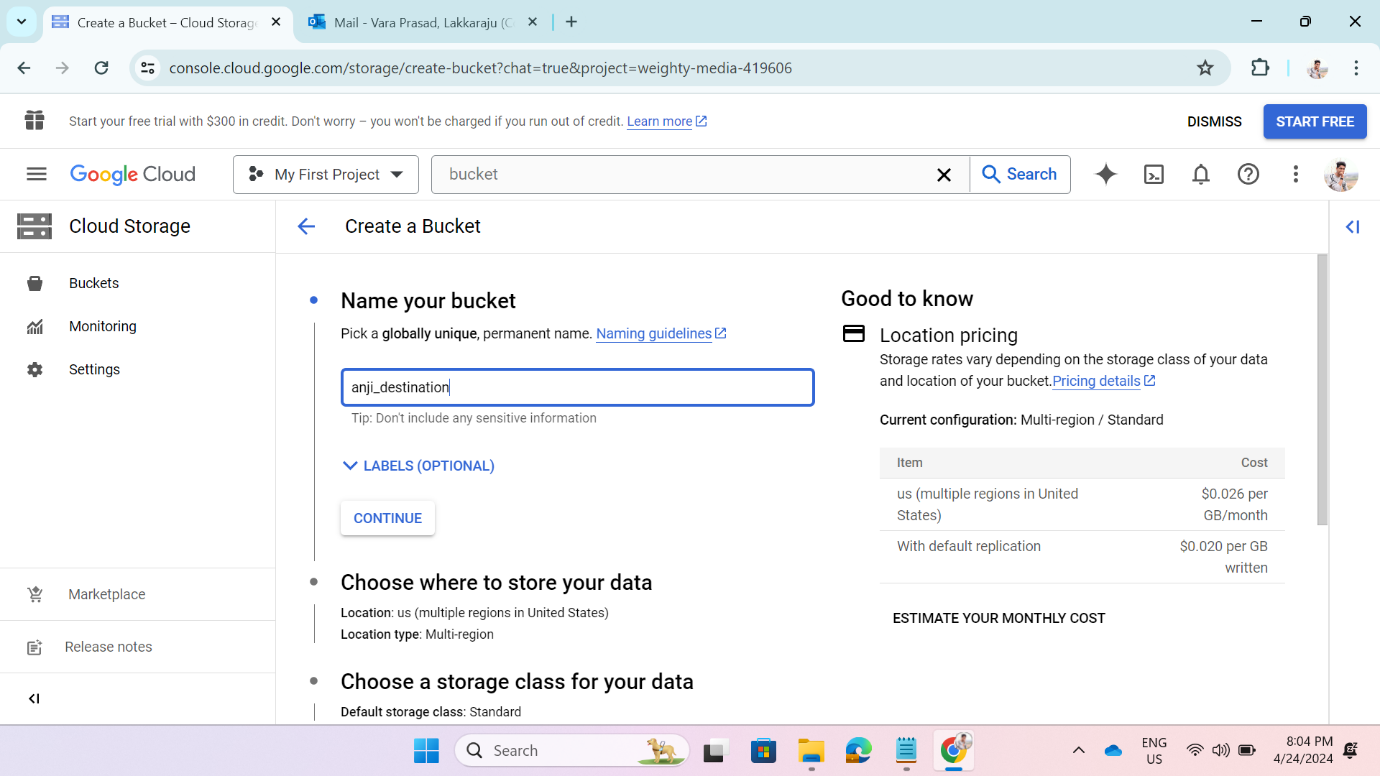 Create a Bucket – Cloud Storage
Mail - Vara Prasad, Lakkaraju (C
console.cloud.google.com/storage/create-bucket?chat=true&project=weighty-media-419606
Start your free trial with $300 in credit. Don't worry – you won't be charged if you run out of credit. Learn more
DISMISS
START FREE
Google Cloud
My First Project
bucket
Search
Cloud Storage
Create a Bucket
Buckets
Monitoring
Settings
Marketplace
Release notes
Name your bucket
Pick a globally unique, permanent name. Naming guidelines
anji_destination
Tip: Don't include any sensitive information
LABELS (OPTIONAL)
CONTINUE
Choose where to store your data
Location: us (multiple regions in United States)
Location type: Multi-region
Choose a storage class for your data
Default storage class: Standard
Good to know
Location pricing
Storage rates vary depending on the storage class of your data
and location of your bucket.Pricing details
Current configuration: Multi-region / Standard
Item Cost
us (multiple regions in United $0.026 per
States) GB/month
With default replication $0.020 per GB
written
ESTIMATE YOUR MONTHLY COST
Search
ENG
US
8:04 PM
4/24/2024